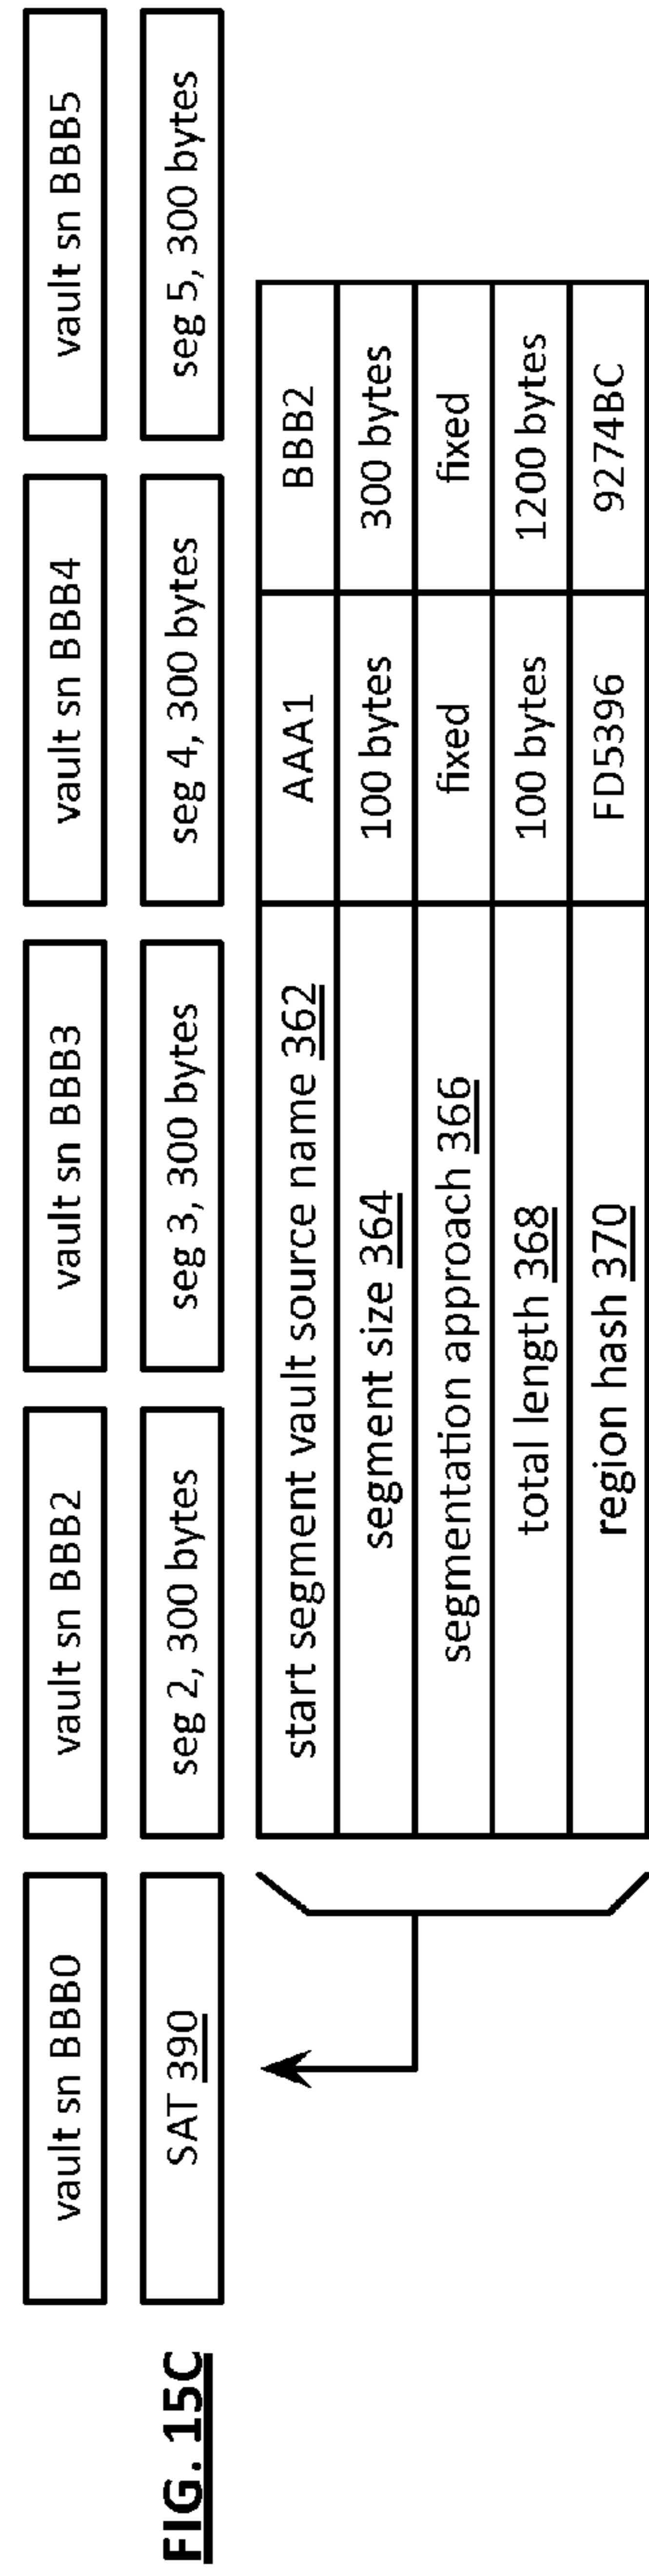 vault sn BBB0
vault sn BBB2
vault sn BBB3
vault sn BBB4
vault sn BBB5
SAT 390
seg 2, 300 bytes
seg 3, 300 bytes
seg 4, 300 bytes
seg 5, 300 bytes
start segment vault source name 362 AAA1 BBB2
segment size 364 100 bytes 300 bytes
segmentation approach 366 fixed fixed
total length 368 100 bytes 1200 bytes
region hash 370 FD5396 9274BC
FIG. 15C